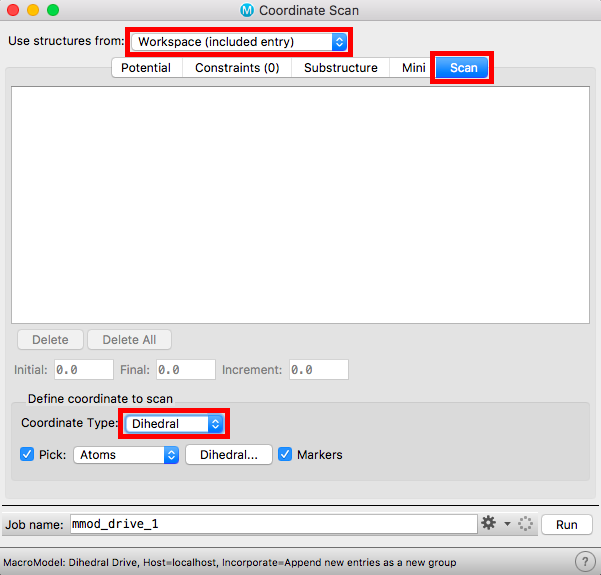 M Coordinate Scan
Use structures from: Workspace (included entry)
Potential Constraints (0) Substructure Mini Scan
Delete Delete All
Initial: 0.0 Final: 0.0 Increment: 0.0
Define coordinate to scan
Coordinate Type: Dihedral
Pick: Atoms Dihedral... Markers
Job name: mmod_drive_1 Run
MacroModel: Dihedral Drive, Host=localhost, Incorporate=Append new entries as a new group ?